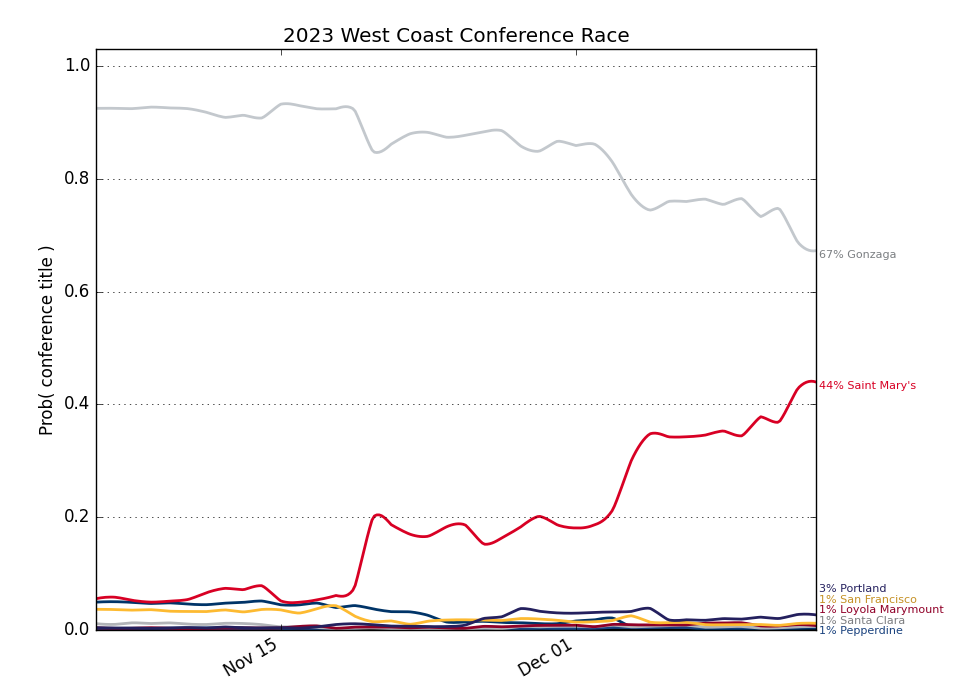 2023 West Coast Conference Race
1.0
0.8
0.6
0.4
0.2
0.0
Prob( conference title )
Nov 15
Dec 01
67% Gonzaga
44% Saint Mary's
3% Portland
1% San Francisco
1% Loyola Marymount
1% Santa Clara
1% Pepperdine